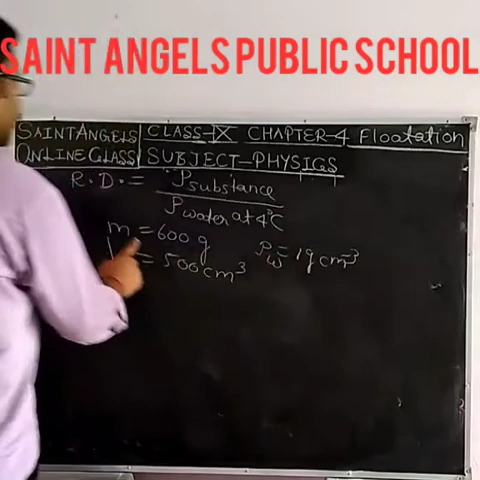 SAINT ANGELS PUBLIC SCHOOL
SAINT ANGELS CLASS-IX CHAPTER-4 Floatation
ONLINE CLASS SUBJECT-PHYSICS
R.D. = ρsubstance
ρwater at 4°C
m = 600 g
= 500 cm³ ρw = 1g cm⁻³